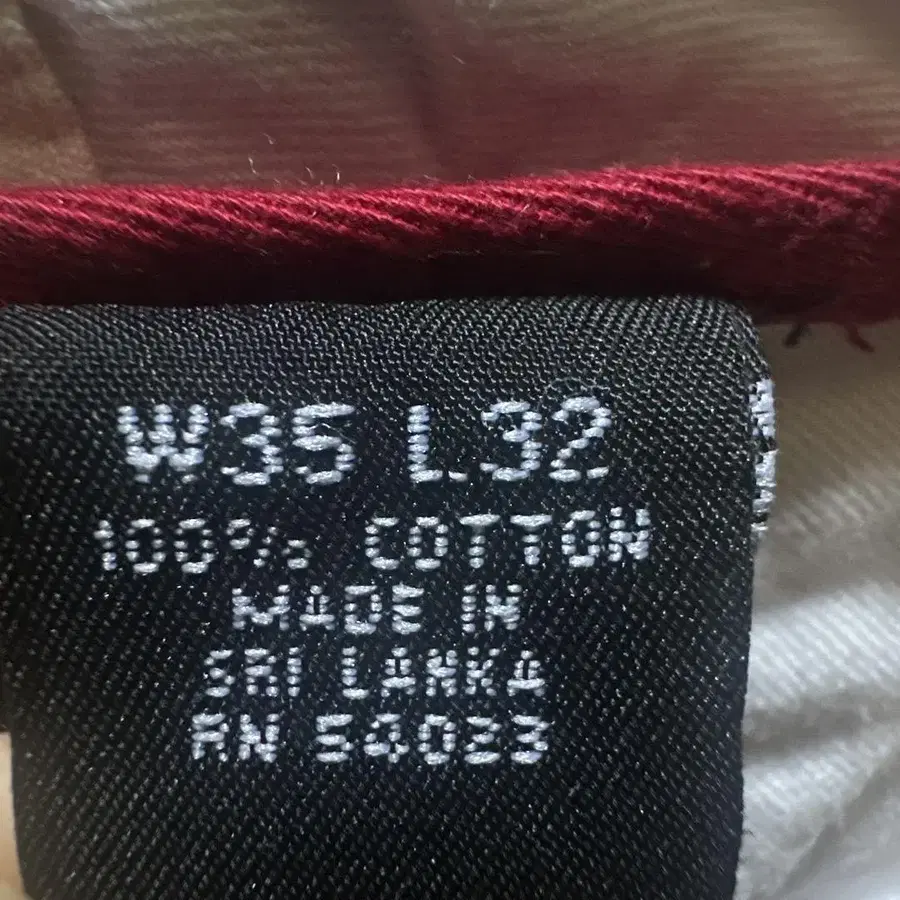 W35 L32
100% COTTON
MADE IN
SRI LANKA
RN 54023